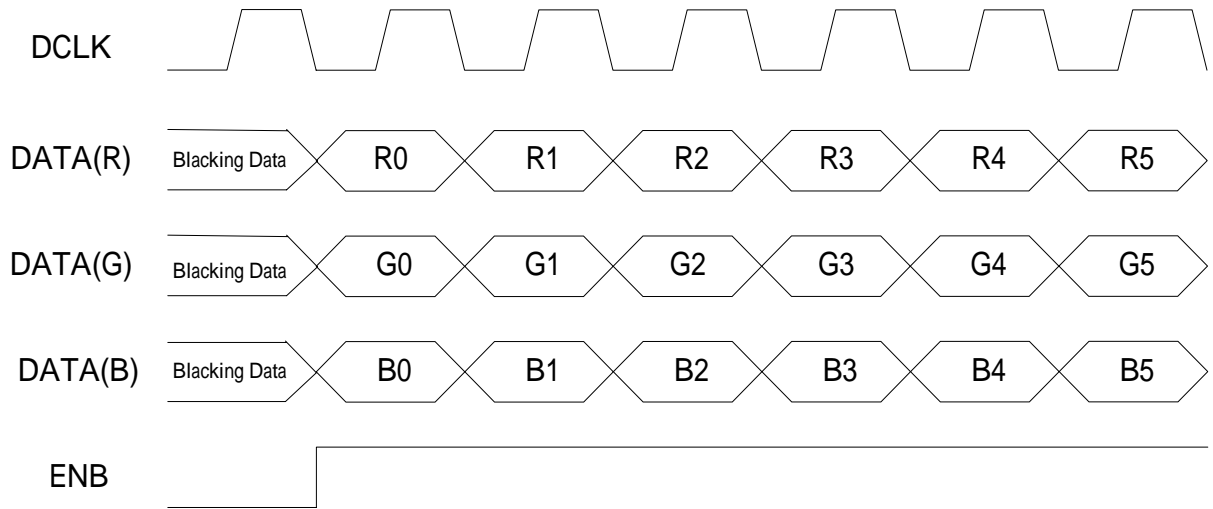 DCLK
DATA(R) Blacking Data R0 R1 R2 R3 R4 R5
DATA(G) Blacking Data G0 G1 G2 G3 G4 G5
DATA(B) Blacking Data B0 B1 B2 B3 B4 B5
ENB